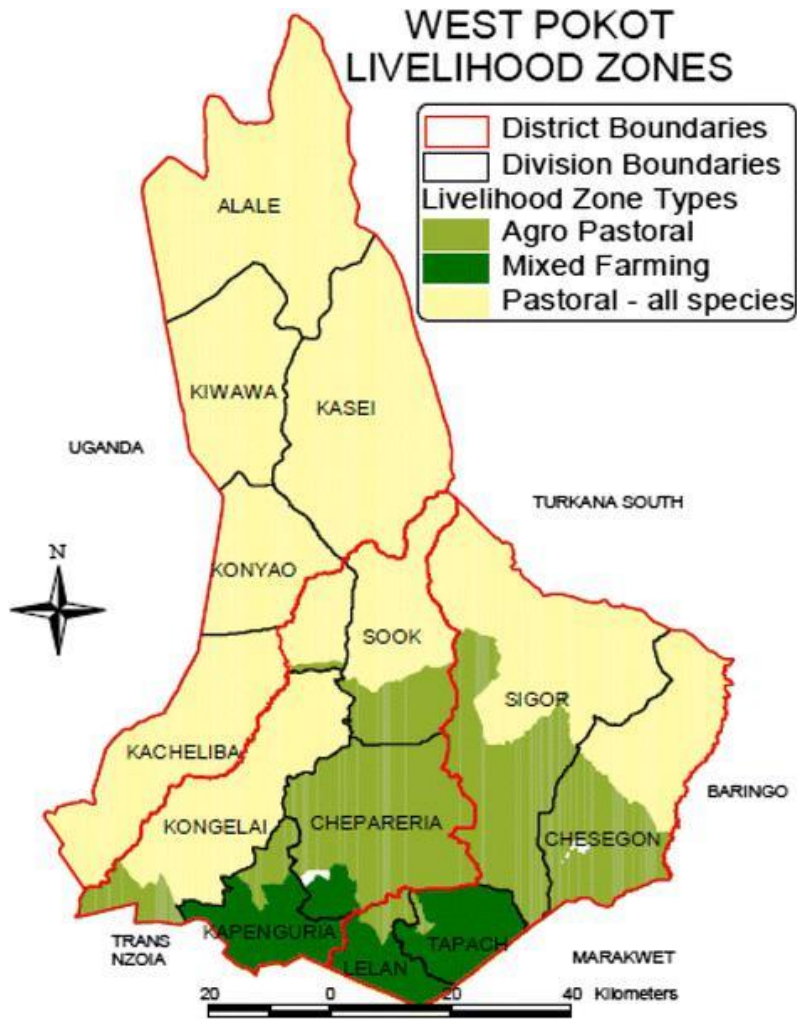 WEST POKOT
LIVELIHOOD ZONES
District Boundaries
Division Boundaries
Livelihood Zone Types
Agro Pastoral
Mixed Farming
Pastoral - all species
ALALE
KIWAWA
KASEI
UGANDA
TURKANA SOUTH
N
KONYAO
SOOK
SIGOR
KACHELIBA
BARINGO
KONGELAI
CHEPARERIA
CHESEGON
TRANS
NZOIA
KAPENGURIA
TAPACH
LELAN
MARAKWET
20 0 20 40 Kilometers